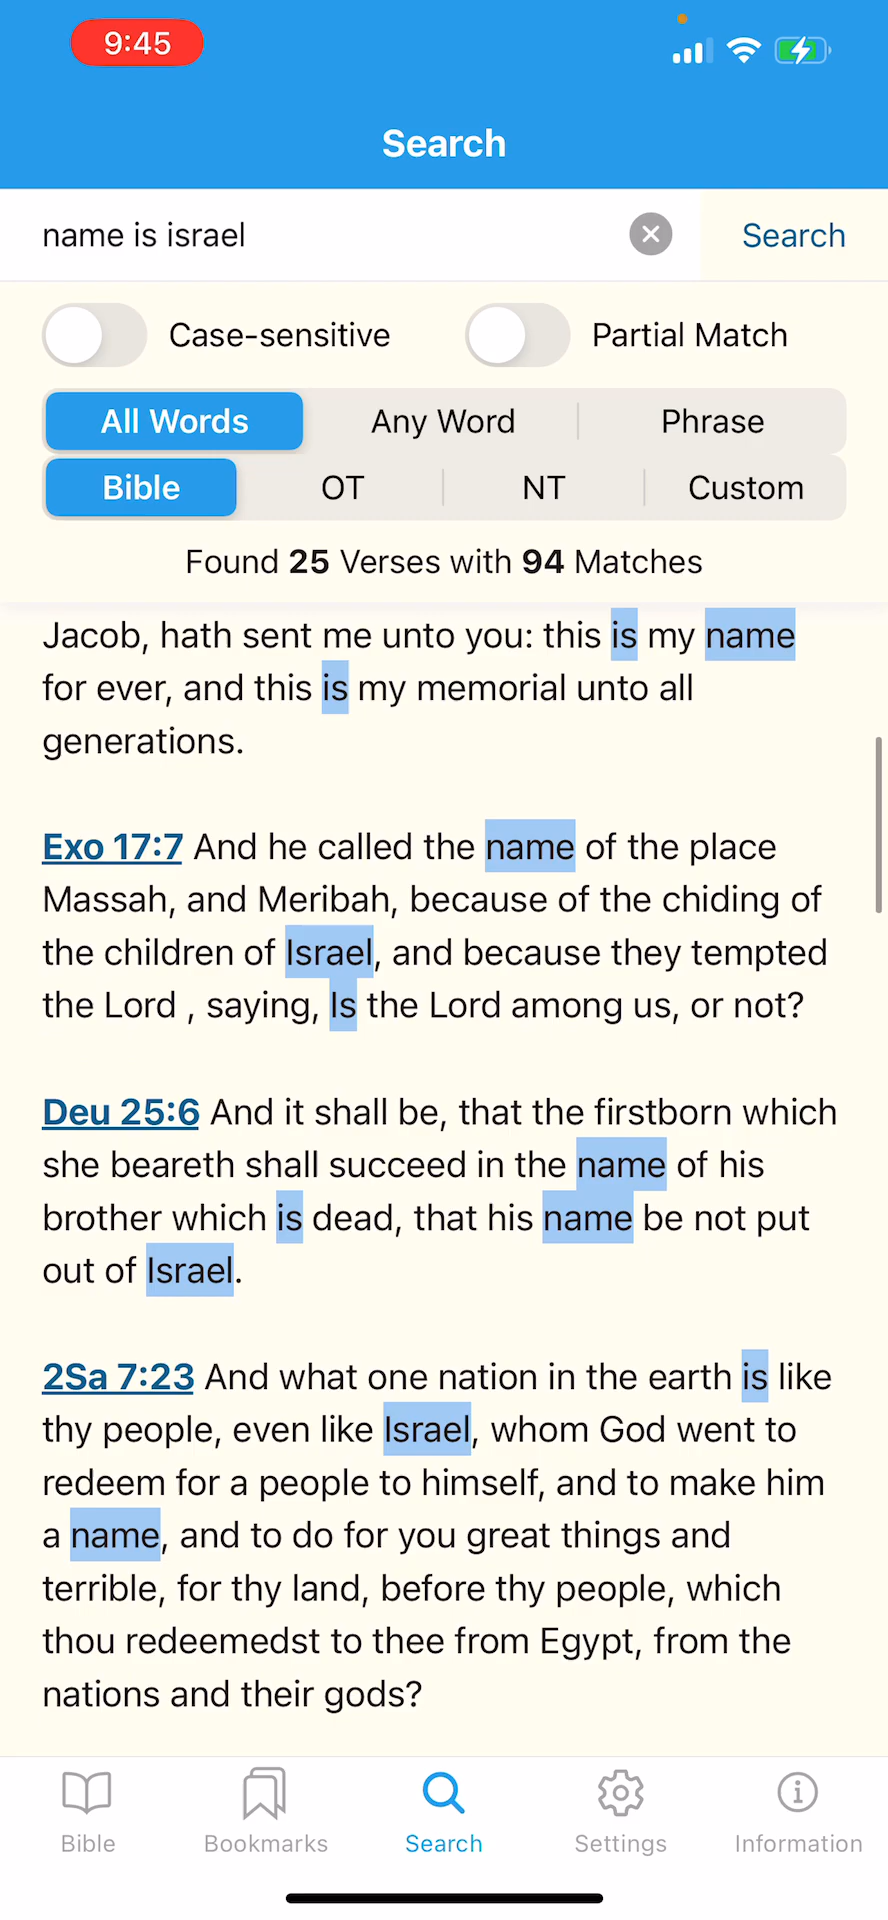 9:45
Search
name is israel
Search
Case-sensitive
Partial Match
All Words
Any Word
Phrase
Bible
OT
NT
Custom
Found 25 Verses with 94 Matches
Jacob, hath sent me unto you: this is my name
for ever, and this is my memorial unto all
generations.
Exo 17:7 And he called the name of the place
Massah, and Meribah, because of the chiding of
the children of Israel, and because they tempted
the Lord , saying, Is the Lord among us, or not?
Deu 25:6 And it shall be, that the firstborn which
she beareth shall succeed in the name of his
brother which is dead, that his name be not put
out of Israel.
2Sa 7:23 And what one nation in the earth is like
thy people, even like Israel, whom God went to
redeem for a people to himself, and to make him
a name, and to do for you great things and
terrible, for thy land, before thy people, which
thou redeemedst to thee from Egypt, from the
nations and their gods?
Bible
Bookmarks
Search
Settings
Information